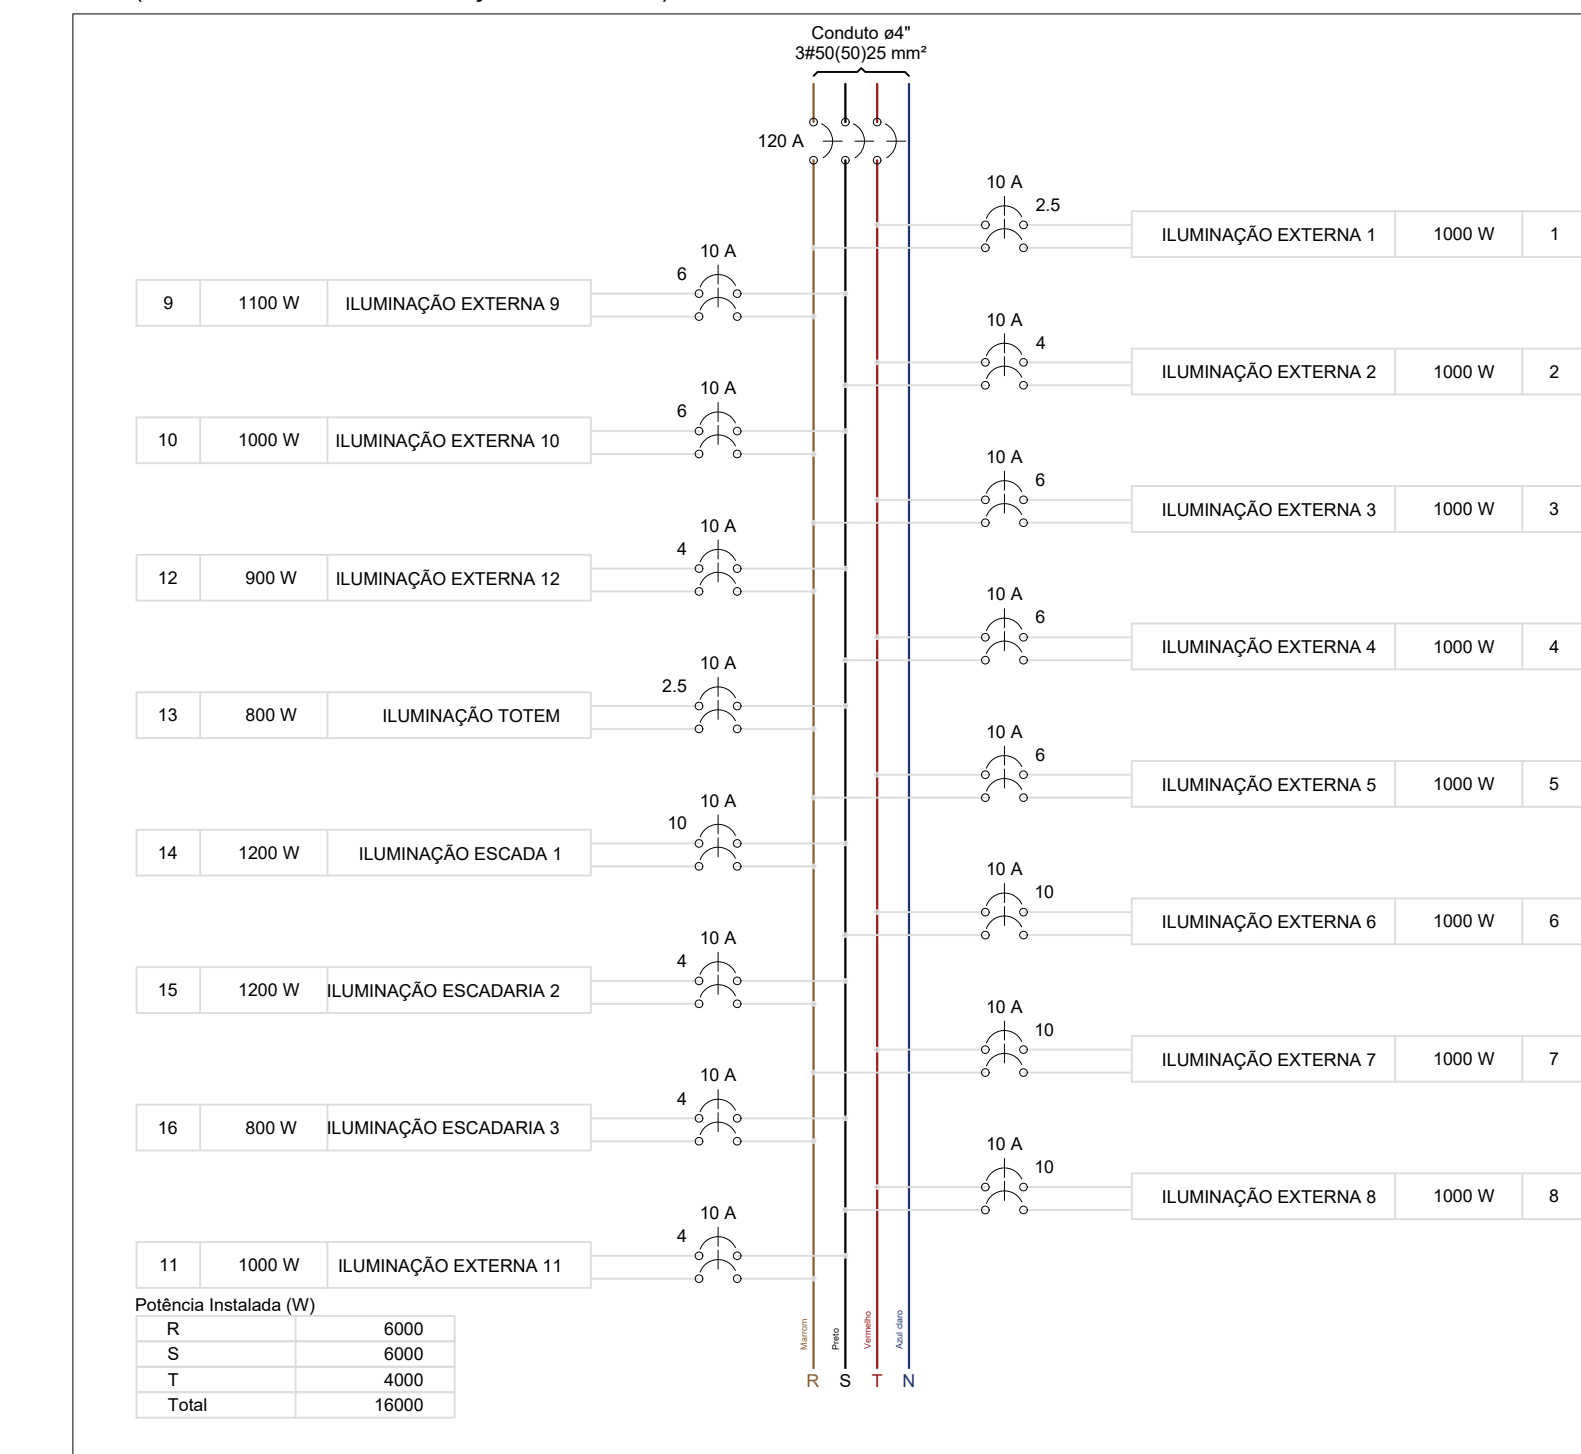 Conduto ø4"
3#50(50)25 mm²
120 A
10 A
2.5
ILUMINAÇÃO EXTERNA 1 1000 W 1
10 A
6
9 1100 W ILUMINAÇÃO EXTERNA 9
10 A
4
ILUMINAÇÃO EXTERNA 2 1000 W 2
10 A
6
10 1000 W ILUMINAÇÃO EXTERNA 10
10 A
6
ILUMINAÇÃO EXTERNA 3 1000 W 3
10 A
4
12 900 W ILUMINAÇÃO EXTERNA 12
10 A
6
ILUMINAÇÃO EXTERNA 4 1000 W 4
10 A
2.5
13 800 W ILUMINAÇÃO TOTEM
10 A
6
ILUMINAÇÃO EXTERNA 5 1000 W 5
10 A
10
14 1200 W ILUMINAÇÃO ESCADA 1
10 A
10
ILUMINAÇÃO EXTERNA 6 1000 W 6
10 A
4
15 1200 W ILUMINAÇÃO ESCADARIA 2
10 A
10
ILUMINAÇÃO EXTERNA 7 1000 W 7
10 A
4
16 800 W ILUMINAÇÃO ESCADARIA 3
10 A
10
ILUMINAÇÃO EXTERNA 8 1000 W 8
10 A
4
11 1000 W ILUMINAÇÃO EXTERNA 11
Potência Instalada (W)
R 6000
S 6000
T 4000
Total 16000
Marrom
Preto
Vermelho
Azul claro
R S T N